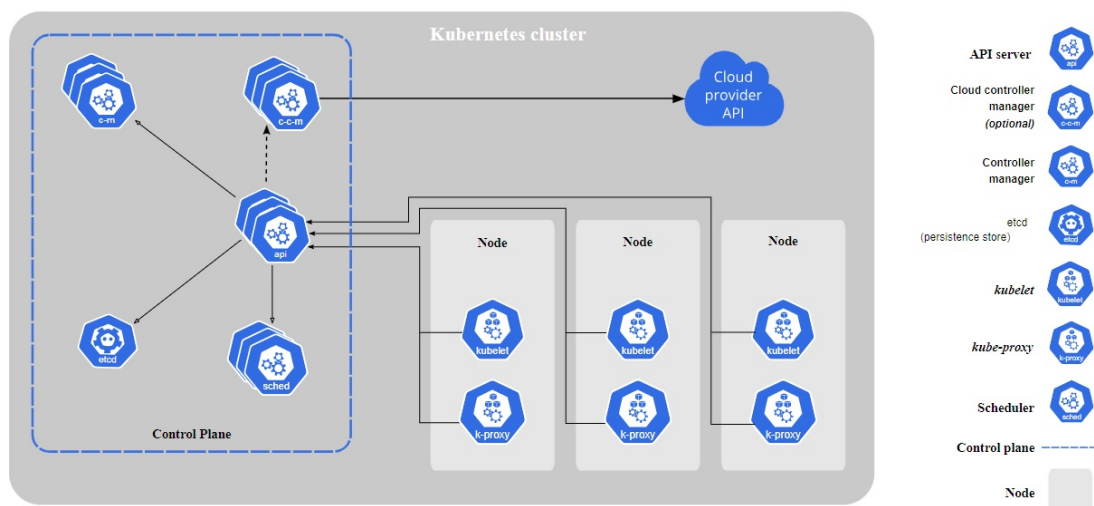 Kubernetes cluster
c-m
c-c-m
Cloud
provider
API
api
Node
Node
Node
etcd
sched
kubelet
kubelet
kubelet
k-proxy
k-proxy
k-proxy
Control Plane
API server
api
Cloud controller
manager
(optional)
c-c-m
Controller
manager
c-m
etcd
(persistence store)
etcd
kubelet
kubelet
kube-proxy
k-proxy
Scheduler
sched
Control plane
Node